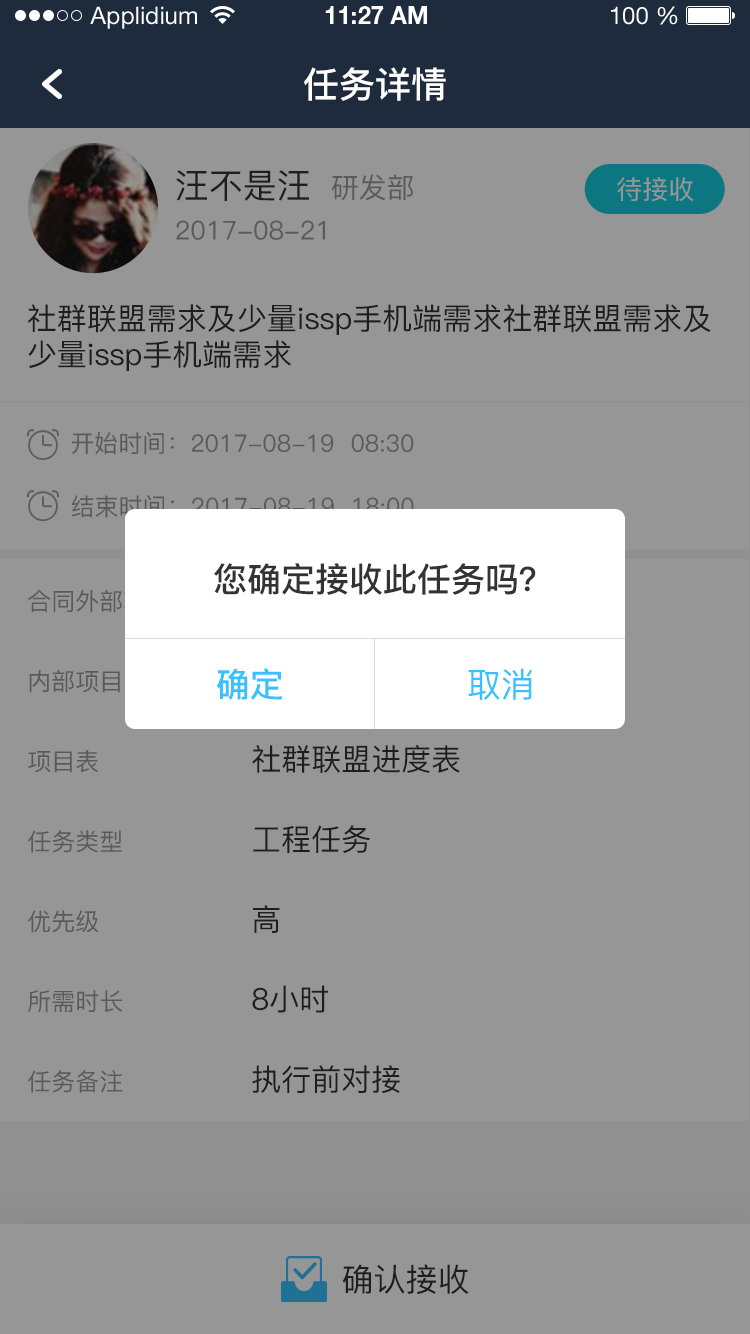 Applidium 11:27 AM 100 %
任务详情
汪不是汪 研发部
待接收
2017-08-21
社群联盟需求及少量issp手机端需求社群联盟需求及
少量issp手机端需求
开始时间： 2017-08-19 08:30
结束时间： 2017-08-19 18:00
您确定接收此任务吗?
确定 取消
合同外部
内部项目
项目表 社群联盟进度表
任务类型 工程任务
优先级 高
所需时长 8小时
任务备注 执行前对接
确认接收